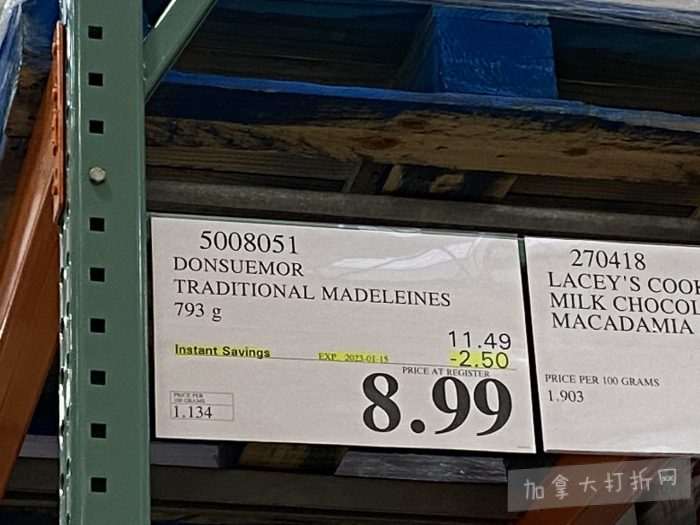 5008051
DONSUEMOR
TRADITIONAL MADELEINES
793 g
11.49
Instant Savings EXP. 2023-01-15 -2.50
PRICE AT REGISTER
8.99
PRICE PER
100 GRAMS
1.134
270418
LACEY'S
MILK
MACADAMIA
PRICE PER 100 GRAMS
1.903
加拿大打折网